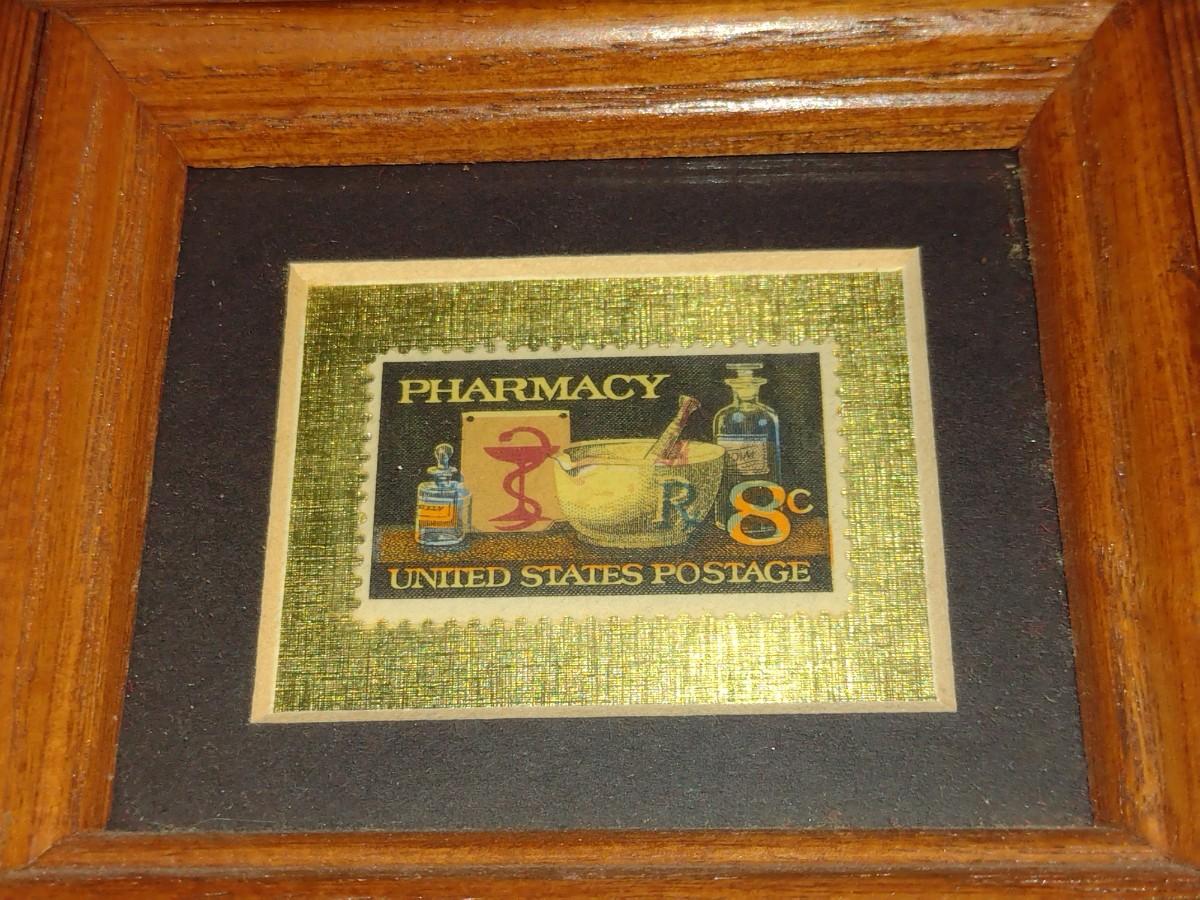 PHARMACY
R
8c
UNITED STATES POSTAGE